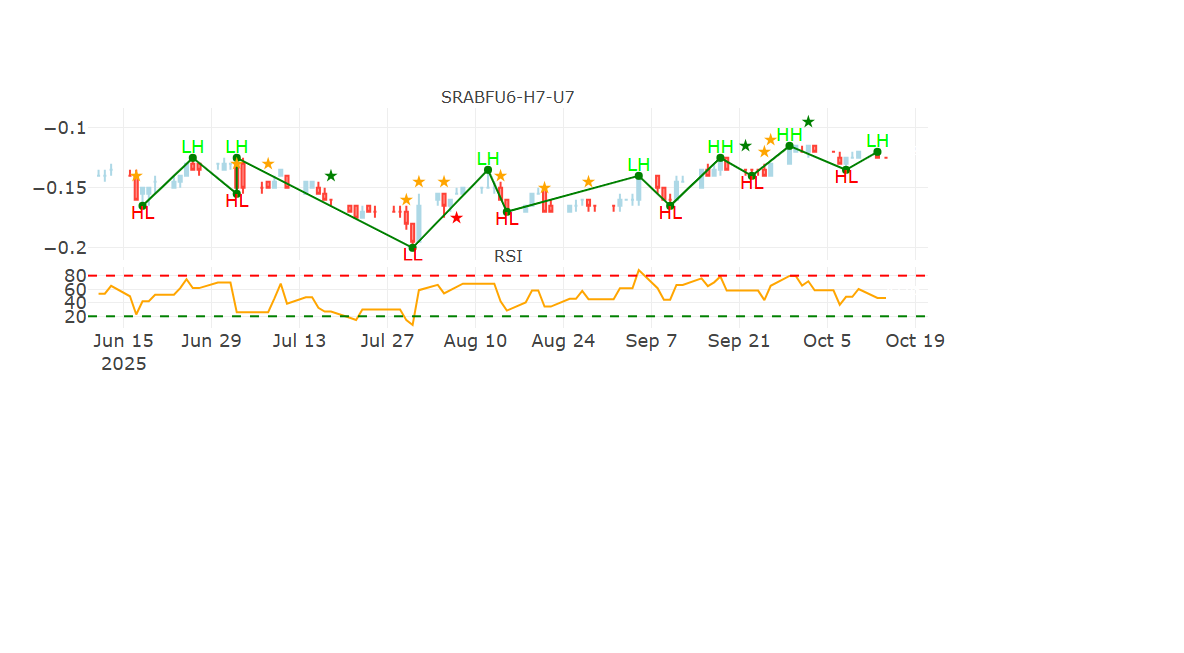 SRABFU6-H7-U7
−0.1
−0.15
−0.2
HL
LH
HL
LH
LL
LH
HL
LH
HL
HH
HL
HH
HL
LH
RSI
80
60
40
20
Jun 15
2025
Jun 29
Jul 13
Jul 27
Aug 10
Aug 24
Sep 7
Sep 21
Oct 5
Oct 19